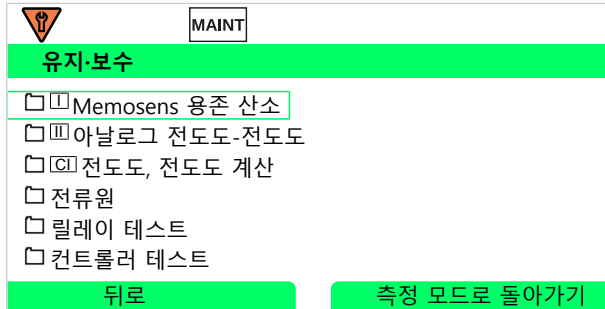 MAINT
유지·보수
I Memosens 용존 산소
II 아날로그 전도도-전도도
CI 전도도, 전도도 계산
전류원
릴레이 테스트
컨트롤러 테스트
뒤로 측정 모드로 돌아가기